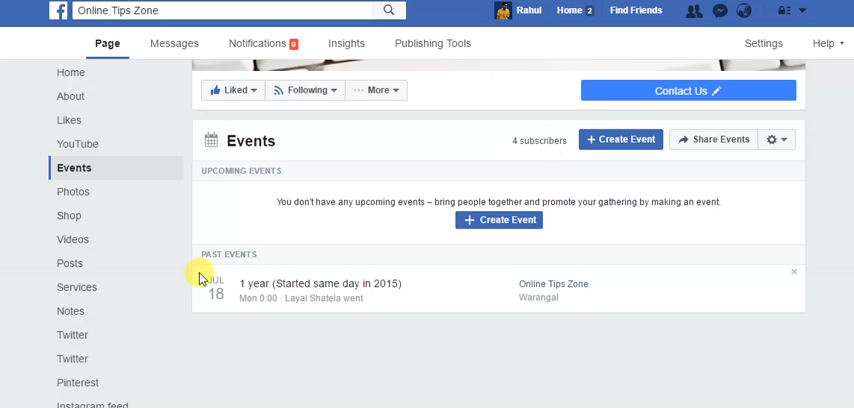 Online Tips Zone
Rahul
Home 2
Find Friends
Page
Messages
Notifications 8
Insights
Publishing Tools
Settings
Help
Home
About
Likes
YouTube
Events
Photos
Shop
Videos
Posts
Services
Notes
Twitter
Twitter
Pinterest
Instagram feed
Liked
Following
··· More
Contact Us
Events
4 subscribers
+ Create Event
Share Events
UPCOMING EVENTS
You don't have any upcoming events – bring people together and promote your gathering by making an event.
+ Create Event
PAST EVENTS
JUL
18
1 year (Started same day in 2015)
Mon 0:00 · Layal Shatela went
Online Tips Zone
Warangal